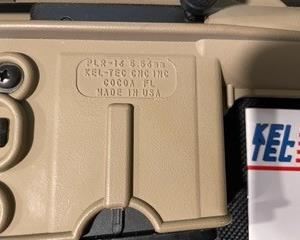 PLR-16 5.56mm
KEL-TEC CNC INC
COCOA FL
MADE IN USA
KEL
TEC